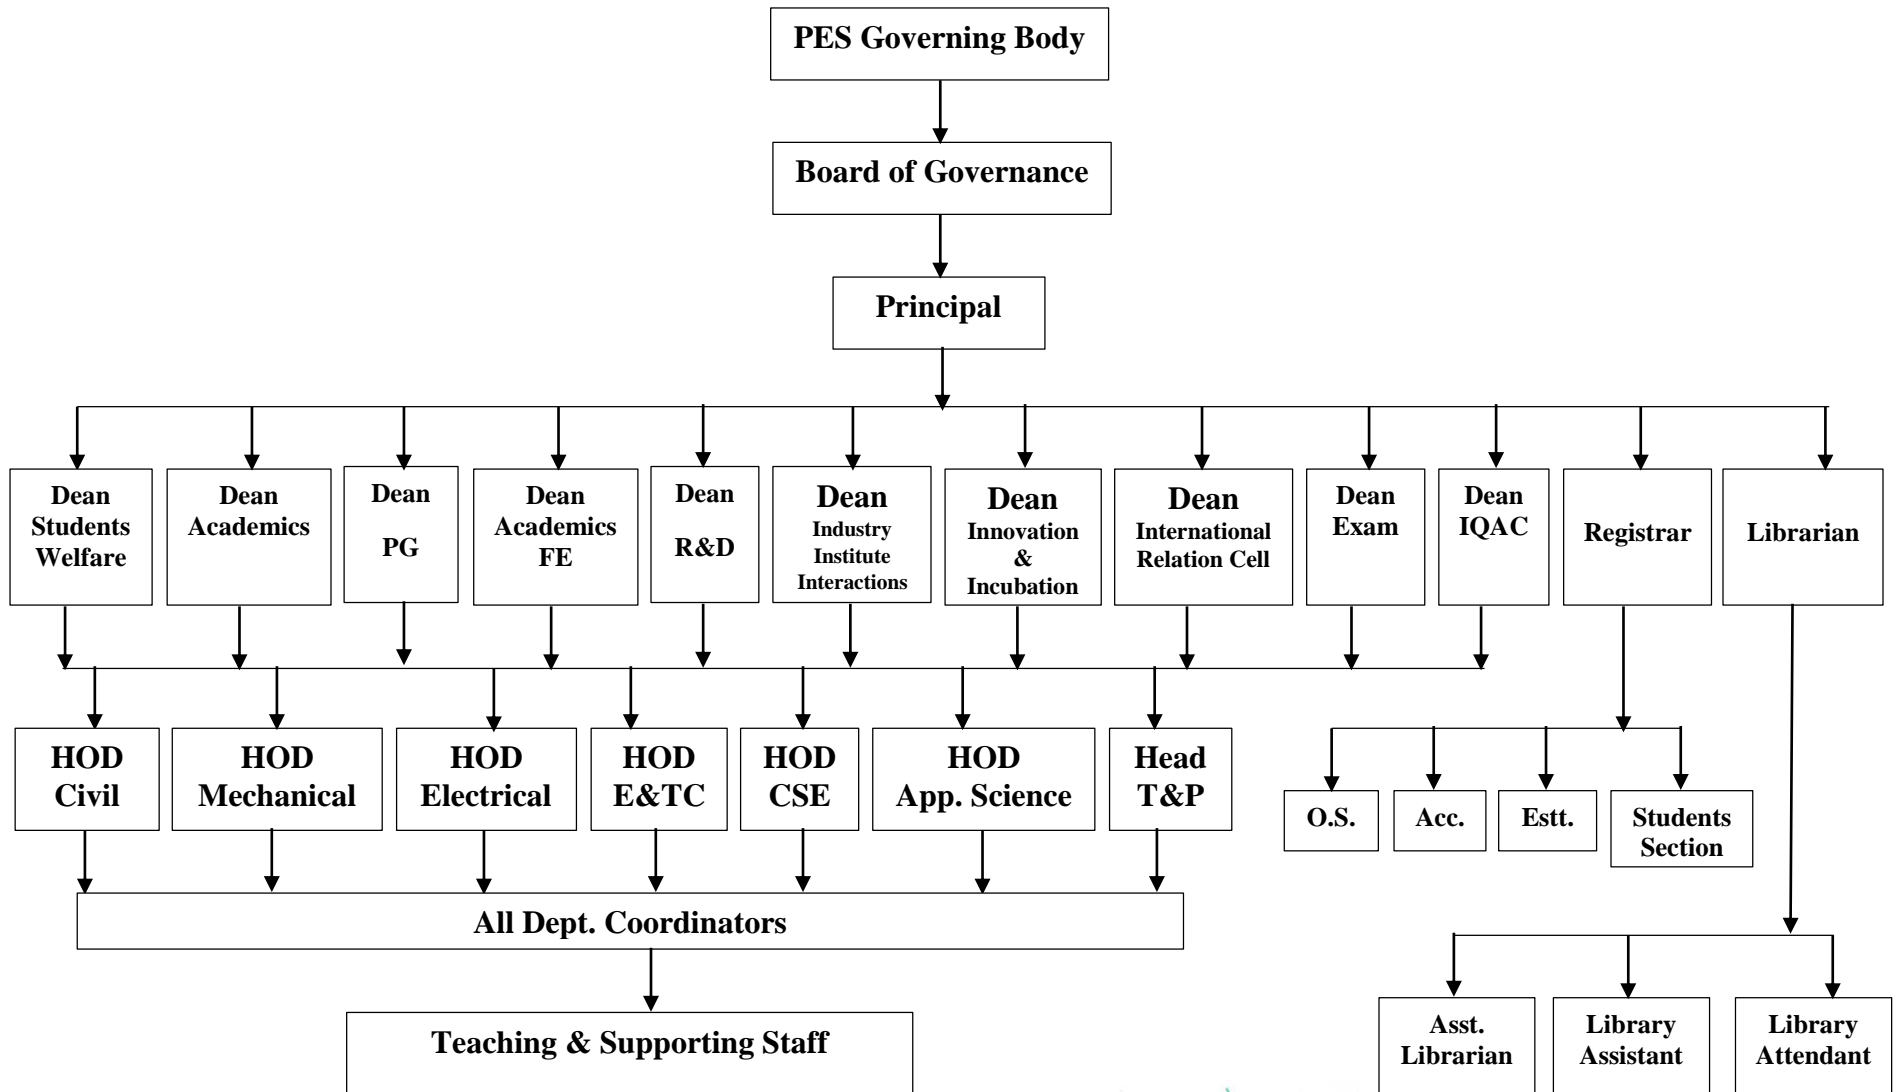 PES Governing Body
Board of Governance
Principal
Dean
Students
Welfare
Dean
Academics
Dean
PG
Dean
Academics
FE
Dean
R&D
Dean
Industry
Institute
Interactions
Dean
Innovation
&
Incubation
Dean
International
Relation Cell
Dean
Exam
Dean
IQAC
Registrar
Librarian
HOD
Civil
HOD
Mechanical
HOD
Electrical
HOD
E&TC
HOD
CSE
HOD
App. Science
Head
T&P
O.S.
Acc.
Estt.
Students
Section
All Dept. Coordinators
Teaching & Supporting Staff
Asst.
Librarian
Library
Assistant
Library
Attendant